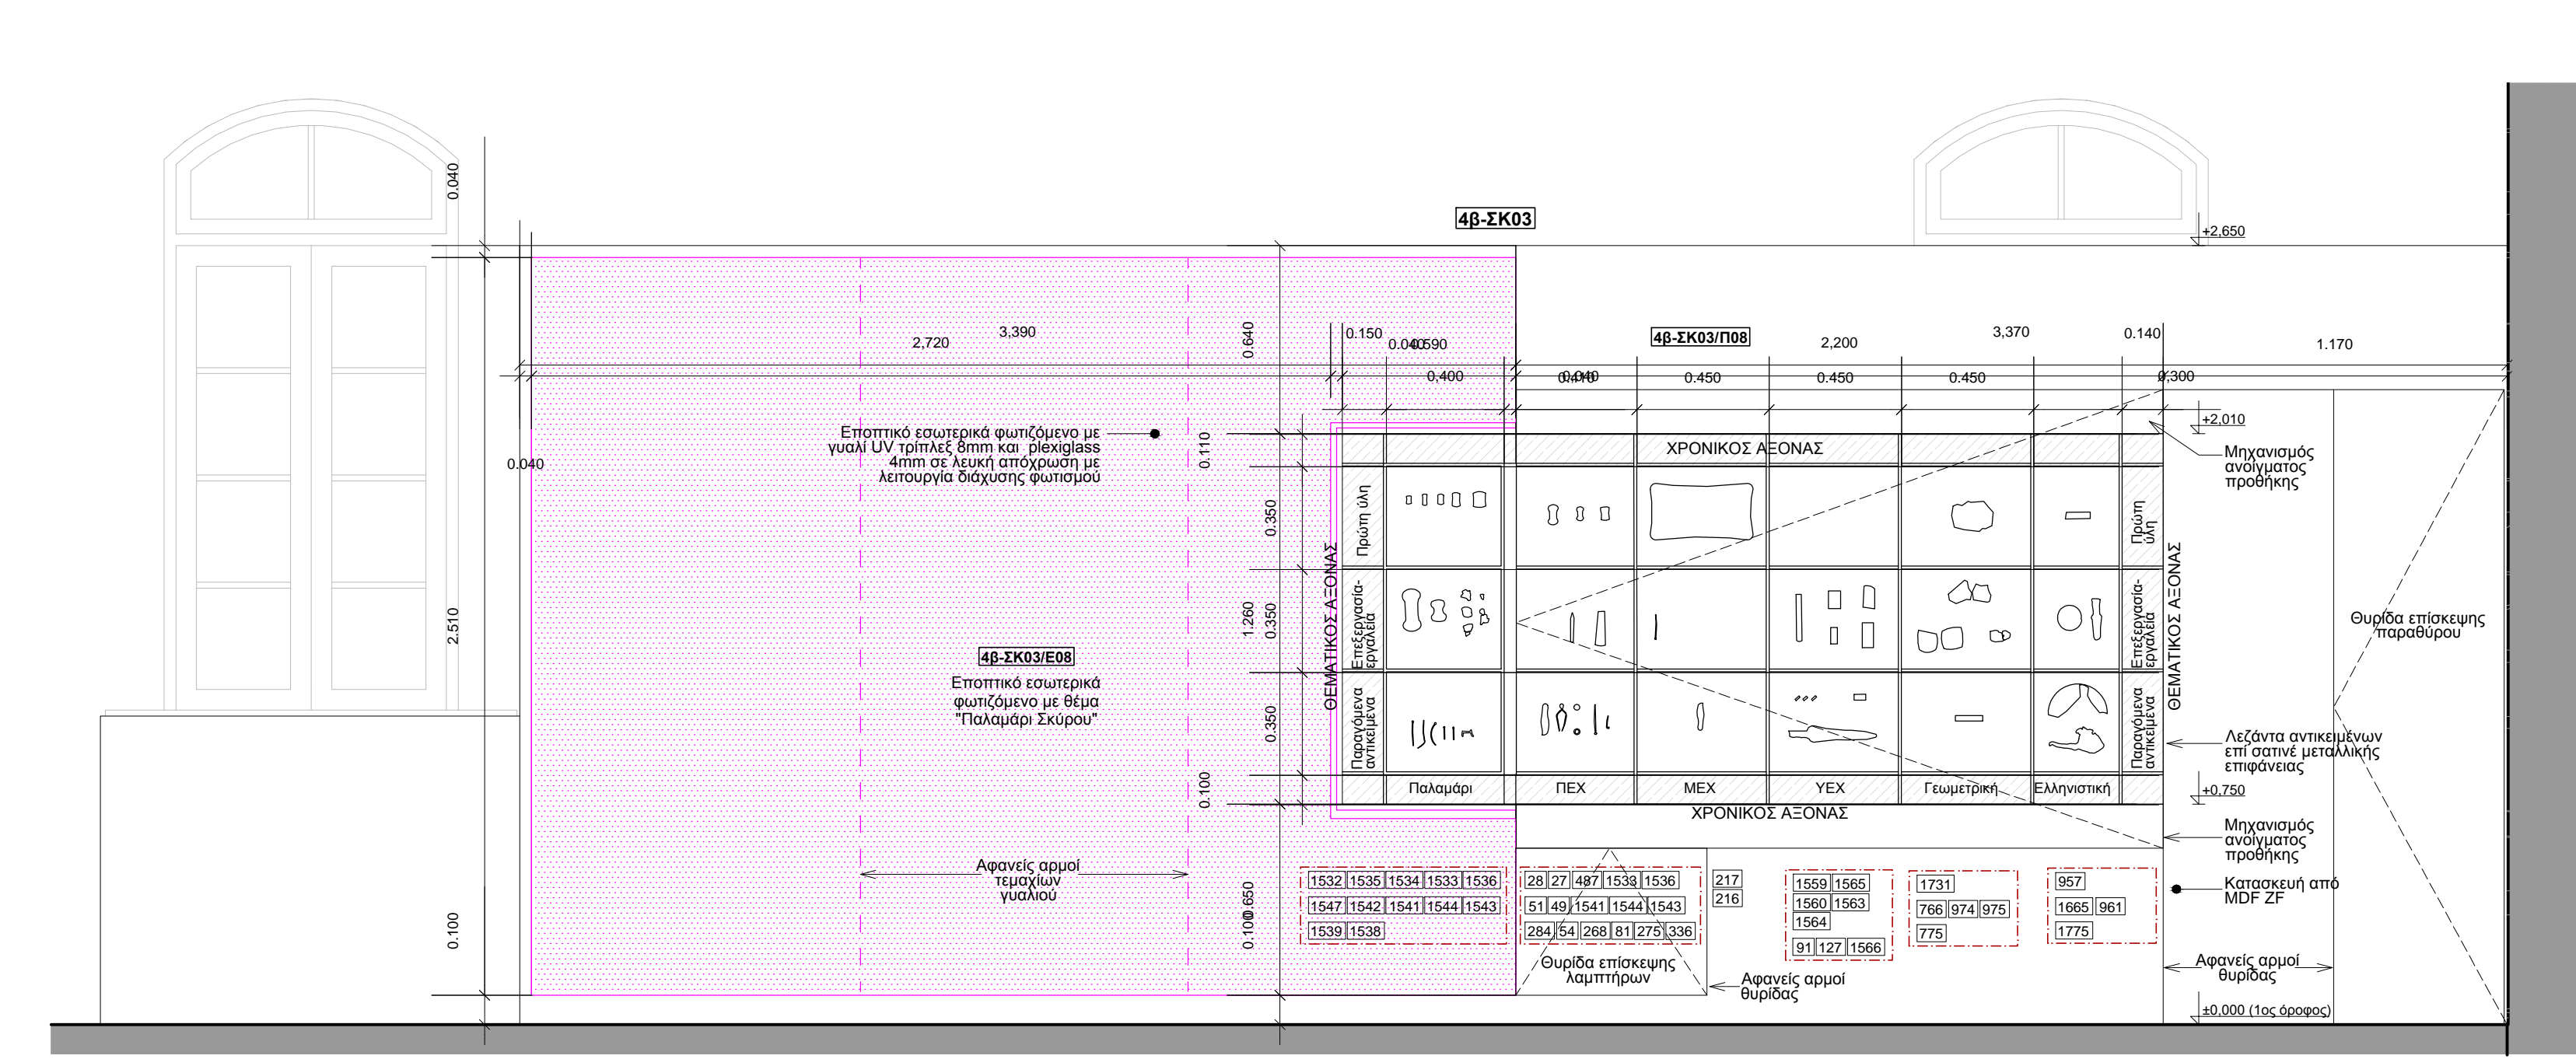 4β-ΣΚ03
+2,650
0.040
3,390
2,720
0.640
0.150
0.040
0.590
4β-ΣΚ03/Π08
2,200
3,370
0.140
1.170
0,400
0.040
0.410
0.450
0.450
0.450
0,300
+2,010
Εποπτικό εσωτερικά φωτιζόμενο με
γυαλί UV τρίπλεξ 8mm και plexiglass
4mm σε λευκή απόχρωση με
λειτουργία διάχυσης φωτισμού
0.040
0.110
ΧΡΟΝΙΚΟΣ ΑΞΟΝΑΣ
Μηχανισμός
ανοίγματος
προθήκης
0.350
Πρώτη ύλη
Πρώτη
ύλη
ΘΕΜΑΤΙΚΟΣ ΑΞΟΝΑΣ
ΘΕΜΑΤΙΚΟΣ ΑΞΟΝΑΣ
2.510
1.260
0.350
Επεξεργασία-
εργαλεία
Επεξεργασία-
εργαλεία
Θυρίδα επίσκεψης
παραθύρου
4β-ΣΚ03/Ε08
Εποπτικό εσωτερικά
φωτιζόμενο με θέμα
"Παλαμάρι Σκύρου"
0.350
Παραγόμενα
αντικείμενα
Παραγόμενα
αντικείμενα
Λεζάντα αντικειμένων
επί σατινέ μεταλλικής
επιφάνειας
0.100
Παλαμάρι
ΠΕΧ
ΜΕΧ
ΥΕΧ
Γεωμετρική
Ελληνιστική
+0,750
ΧΡΟΝΙΚΟΣ ΑΞΟΝΑΣ
Μηχανισμός
ανοίγματος
προθήκης
Αφανείς αρμοί
τεμαχίων
γυαλιού
0.100
0.650
0.100
1532 1535 1534 1533 1536
1547 1542 1541 1544 1543
1539 1538
28 27 487 1533 1536
51 49 1541 1544 1543
284 54 268 81 275 336
217
216
1559 1565
1560 1563
1564
91 127 1566
1731
766 974 975
775
957
1665 961
1775
Κατασκευή από
MDF ZF
Θυρίδα επίσκεψης
λαμπτήρων
Αφανείς αρμοί
θυρίδας
Αφανείς αρμοί
θυρίδας
±0,000 (1ος όροφος)